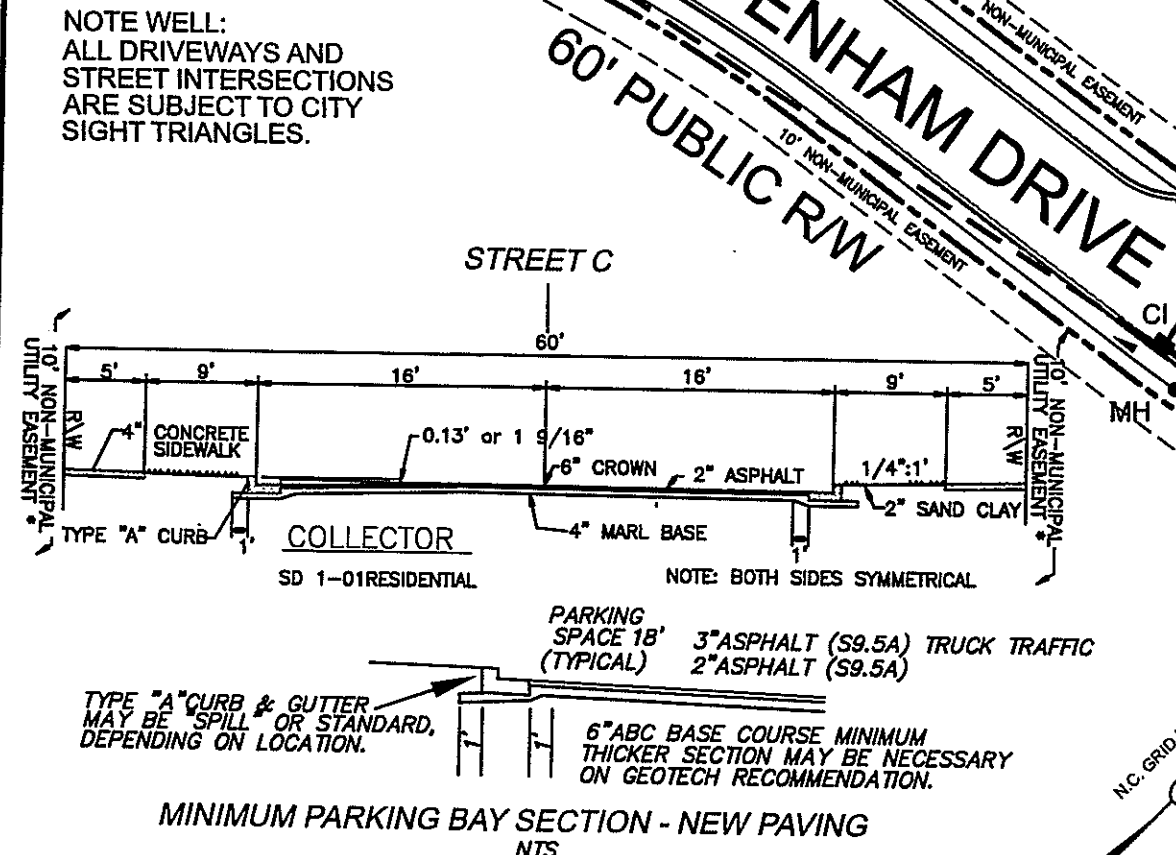 NOTE WELL:
ALL DRIVEWAYS AND
STREET INTERSECTIONS
ARE SUBJECT TO CITY
SIGHT TRIANGLES.
NON-MUNICIPAL EASEMENT
ENHAM DRIVE
10' NON-MUNICIPAL EASEMENT
60' PUBLIC R/W
CI
MH
STREET C
60'
5' 9' 16' 16' 9' 5'
10' NON-MUNICIPAL
UTILITY EASEMENT *
R/W
4" CONCRETE
SIDEWALK
0.13' or 1 9/16"
6" CROWN
2" ASPHALT
1/4":1'
R/W
10' NON-MUNICIPAL
UTILITY EASEMENT *
2" SAND CLAY
TYPE "A" CURB
1'
COLLECTOR
4" MARL BASE
1'
SD 1-01RESIDENTIAL
NOTE: BOTH SIDES SYMMETRICAL
PARKING
SPACE 18'
(TYPICAL)
3"ASPHALT (S9.5A) TRUCK TRAFFIC
2"ASPHALT (S9.5A)
TYPE "A"CURB & GUTTER
MAY BE "SPILL" OR STANDARD,
DEPENDING ON LOCATION.
1' 1'
6"ABC BASE COURSE MINIMUM
THICKER SECTION MAY BE NECESSARY
ON GEOTECH RECOMMENDATION.
N.C. GRID
MINIMUM PARKING BAY SECTION - NEW PAVING
NTS